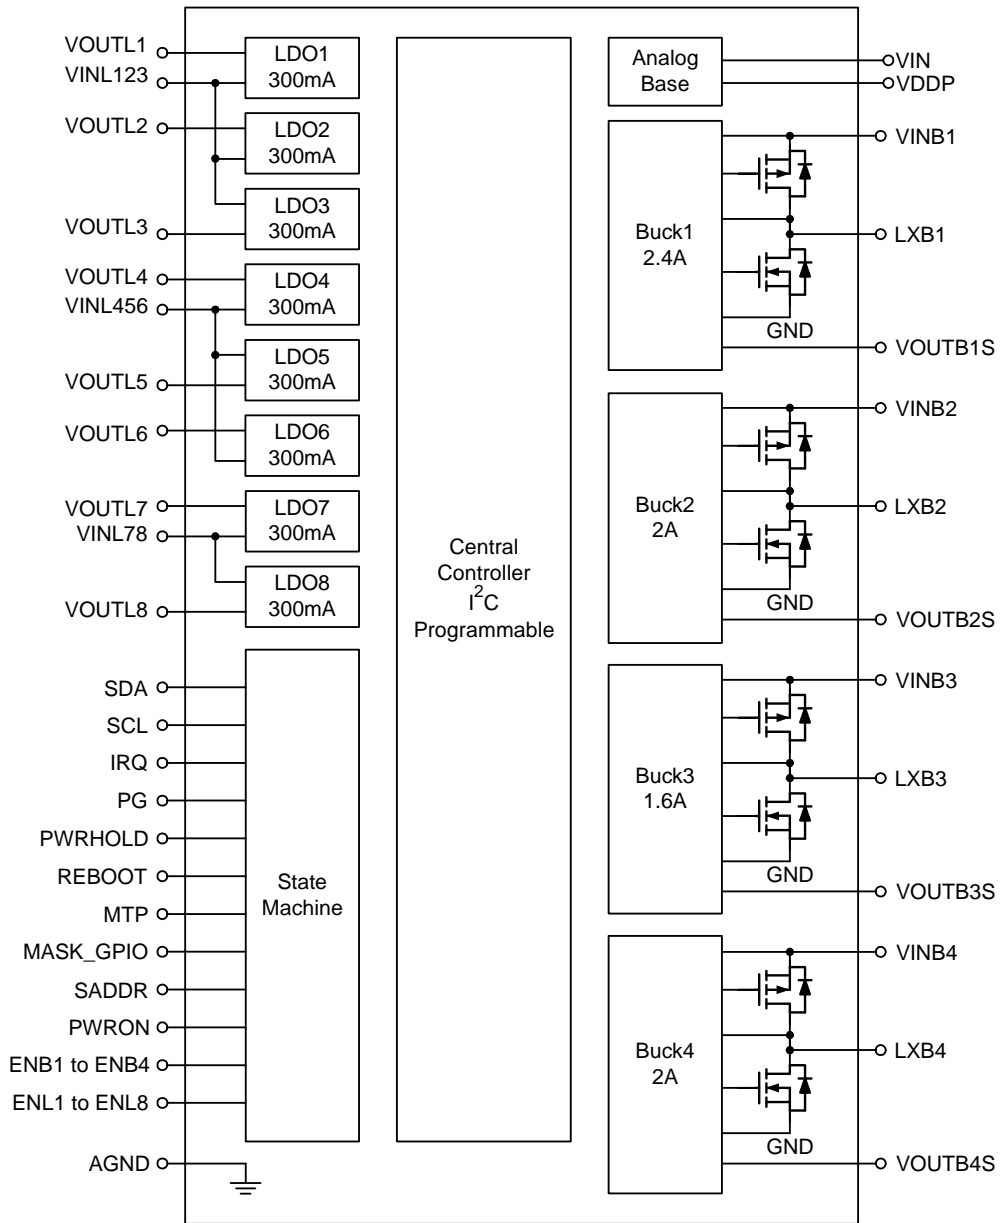 VOUTL1
VINL123
VOUTL2
VOUTL3
VOUTL4
VINL456
VOUTL5
VOUTL6
VOUTL7
VINL78
VOUTL8
SDA
SCL
IRQ
PG
PWRHOLD
REBOOT
MTP
MASK_GPIO
SADDR
PWRON
ENB1 to ENB4
ENL1 to ENL8
AGND
LDO1
300mA
LDO2
300mA
LDO3
300mA
LDO4
300mA
LDO5
300mA
LDO6
300mA
LDO7
300mA
LDO8
300mA
State
Machine
Central
Controller
I²C
Programmable
Analog
Base
VIN
VDDP
Buck1
2.4A
VINB1
LXB1
GND
VOUTB1S
Buck2
2A
VINB2
LXB2
GND
VOUTB2S
Buck3
1.6A
VINB3
LXB3
GND
VOUTB3S
Buck4
2A
VINB4
LXB4
GND
VOUTB4S